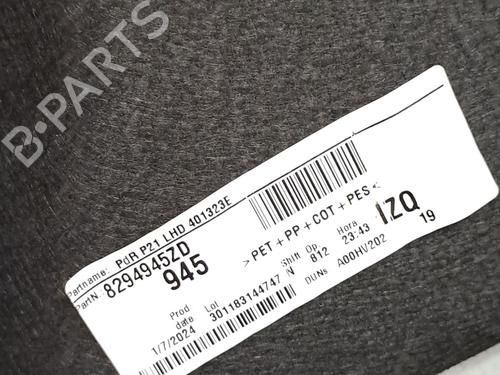 B-PARTS
Partname: PdR P21 LHD 401323E
PartN. 8294945ZD
945
>PET+PP+COT+PES<
IZQ
Prod date Lot Shift Op. Hora
1/7/2024 301183144747 N 812 23:43 19
DUNs A00HV202